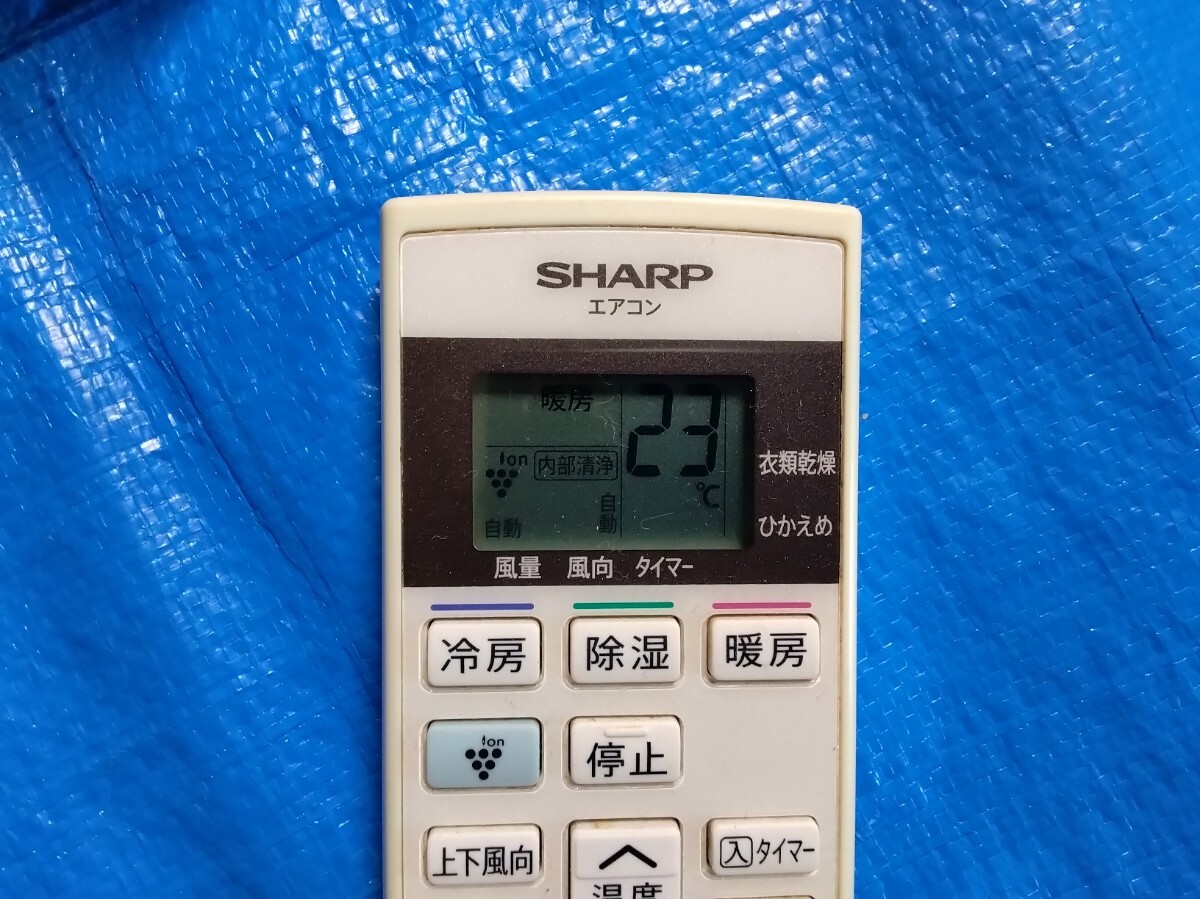 SHARP
エアコン
暖房
23
ion 内部清浄
℃
衣類乾燥
自動
自動
ひかえめ
風量 風向 タイマー
冷房 除湿 暖房
ion
停止
上下風向
入タイマー
温度